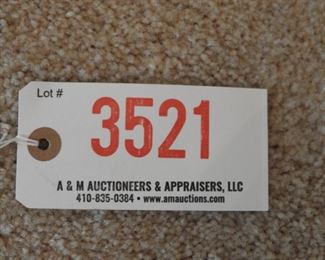 Lot #
3521
A & M AUCTIONEERS & APPRAISERS, LLC
410-835-0384 • www.amauctions.com